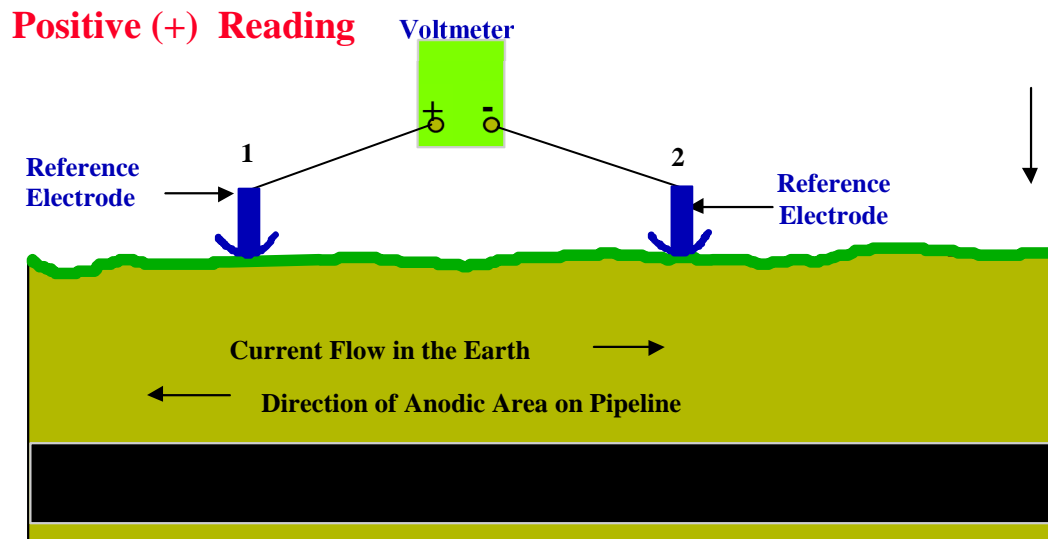 Positive (+) Reading
Voltmeter
+ -
1
2
Reference
Electrode
Reference
Electrode
Current Flow in the Earth
Direction of Anodic Area on Pipeline